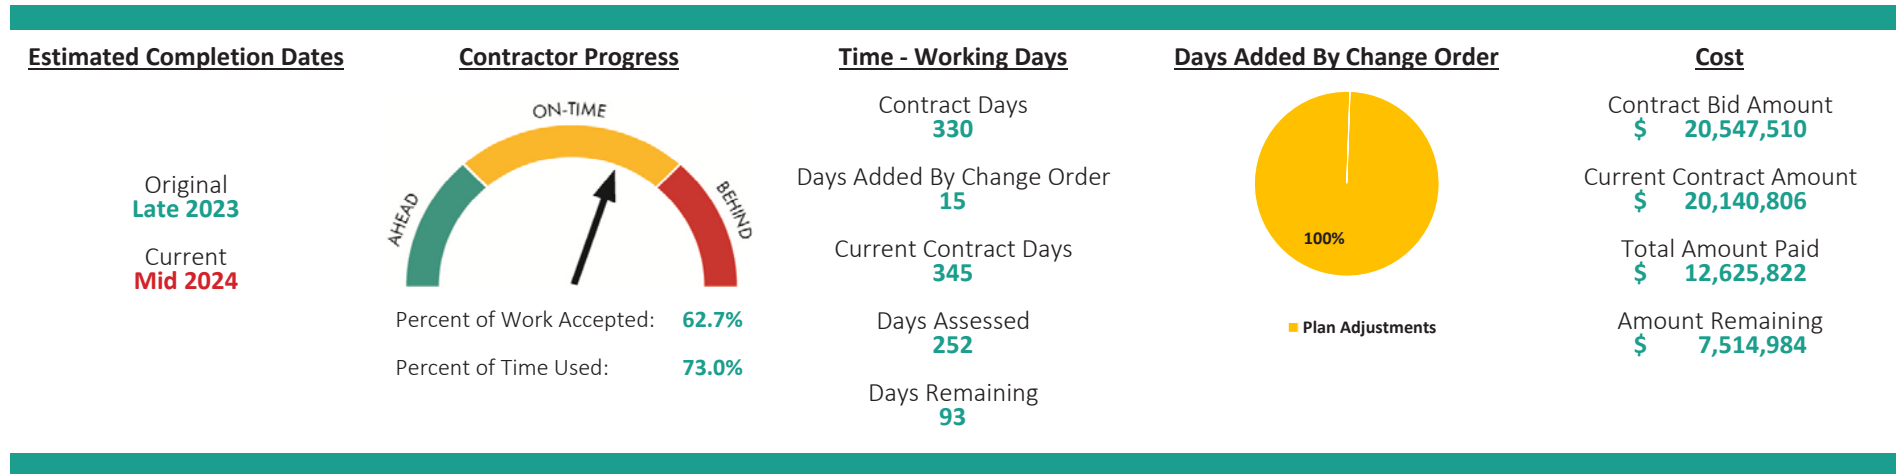 Estimated Completion Dates
Original
Late 2023
Current
Mid 2024
Contractor Progress
ON-TIME
AHEAD
BEHIND
Percent of Work Accepted: 62.7%
Percent of Time Used: 73.0%
Time - Working Days
Contract Days
330
Days Added By Change Order
15
Current Contract Days
345
Days Assessed
252
Days Remaining
93
Days Added By Change Order
100%
Plan Adjustments
Cost
Contract Bid Amount
$ 20,547,510
Current Contract Amount
$ 20,140,806
Total Amount Paid
$ 12,625,822
Amount Remaining
$ 7,514,984